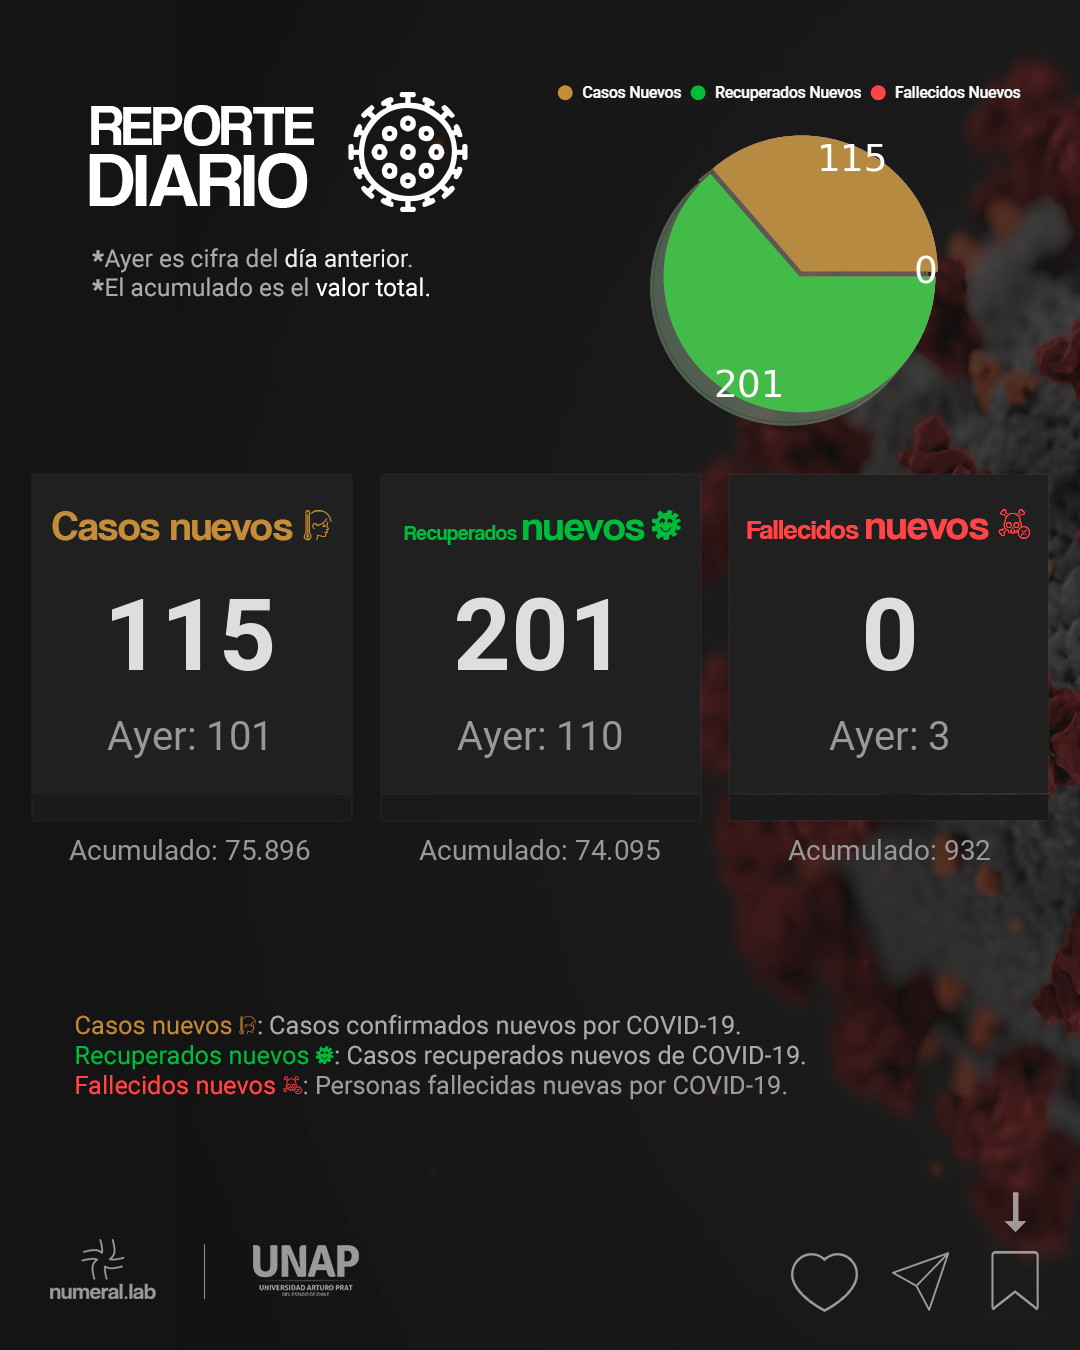 REPORTE
DIARIO
*Ayer es cifra del día anterior.
*El acumulado es el valor total.
Casos Nuevos Recuperados Nuevos Fallecidos Nuevos
115
0
201
Casos nuevos
115
Ayer: 101
Acumulado: 75.896
Recuperados nuevos
201
Ayer: 110
Acumulado: 74.095
Fallecidos nuevos
0
Ayer: 3
Acumulado: 932
Casos nuevos : Casos confirmados nuevos por COVID-19.
Recuperados nuevos : Casos recuperados nuevos de COVID-19.
Fallecidos nuevos : Personas fallecidas nuevas por COVID-19.
numeral.lab
UNAP
UNIVERSIDAD ARTURO PRAT
DEL ESTADO DE CHILE